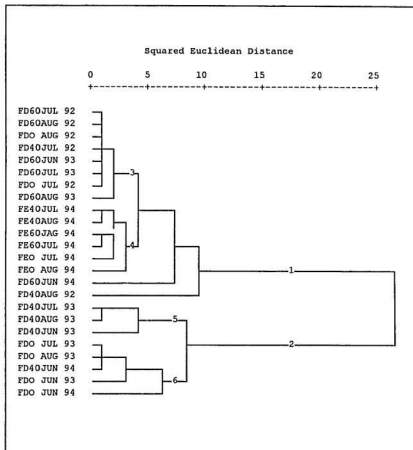 Squared Euclidean Distance
0 5 10 15 20 25
FD60JUL 92
FD60AUG 92
FDO AUG 92
FD40JUL 92
FD60JUN 93
FD60JUL 93 3
FDO JUL 92
FD60AUG 93
FE40JUL 94
FE40AUG 94
FE60JAG 94
FE60JUL 94 4
FEO JUL 94
FEO AUG 94 1
FD60JUN 94
FD40AUG 92
FD40JUL 93
FD40AUG 93 5
FD40JUN 93
FDO JUL 93 2
FDO AUG 93
FD40JUN 94
FDO JUN 93 6
FDO JUN 94